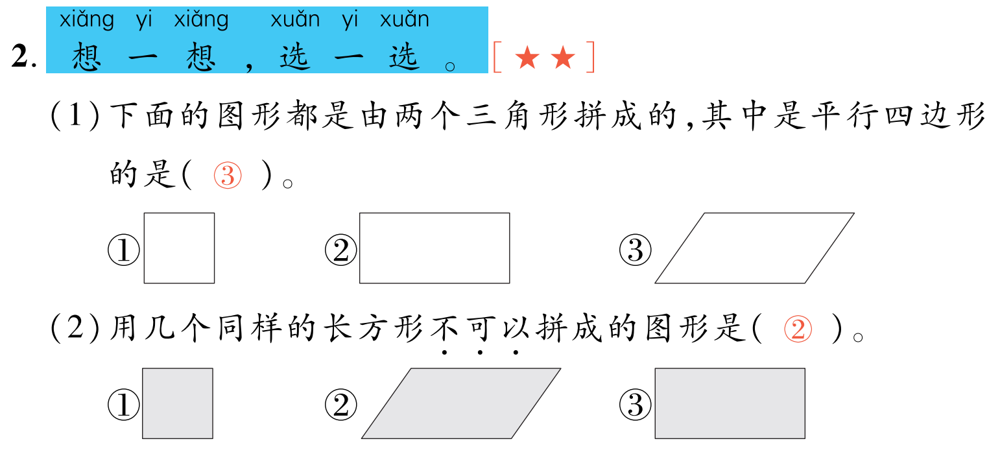 xiǎng yi xiǎng xuǎn yi xuǎn
2. 想一想,选一选。[★★]
(1)下面的图形都是由两个三角形拼成的,其中是平行四边形
的是( ③ )。
① ② ③
(2)用几个同样的长方形不可以拼成的图形是( ② )。
① ② ③